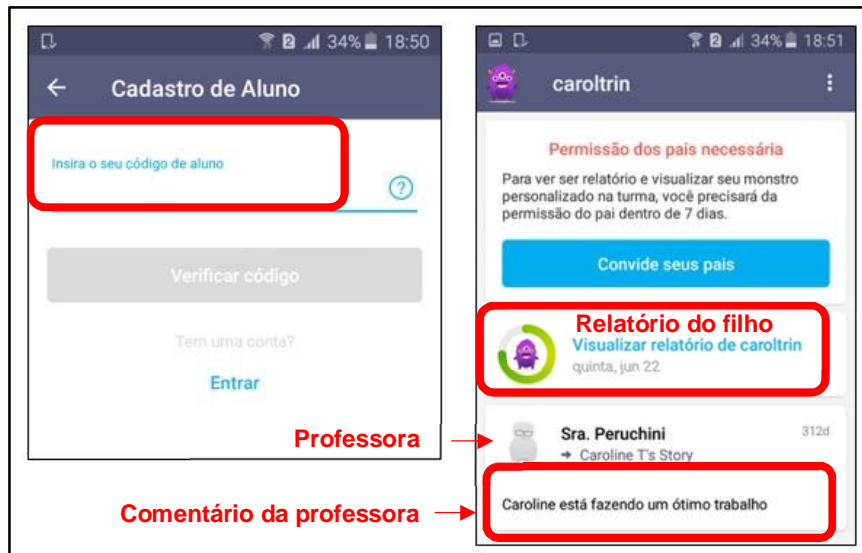 34% 18:50
Cadastro de Aluno
Insira o seu código de aluno
?
Verificar código
Tem uma conta?
Entrar
2 34% 18:51
caroltrin
Permissão dos pais necessária
Para ver ser relatório e visualizar seu monstro
personalizado na turma, você precisará da
permissão do pai dentro de 7 dias.
Convide seus pais
Relatório do filho
Visualizar relatório de caroltrin
quinta, jun 22
Professora
Sra. Peruchini
312d
→ Caroline T's Story
Comentário da professora
Caroline está fazendo um ótimo trabalho